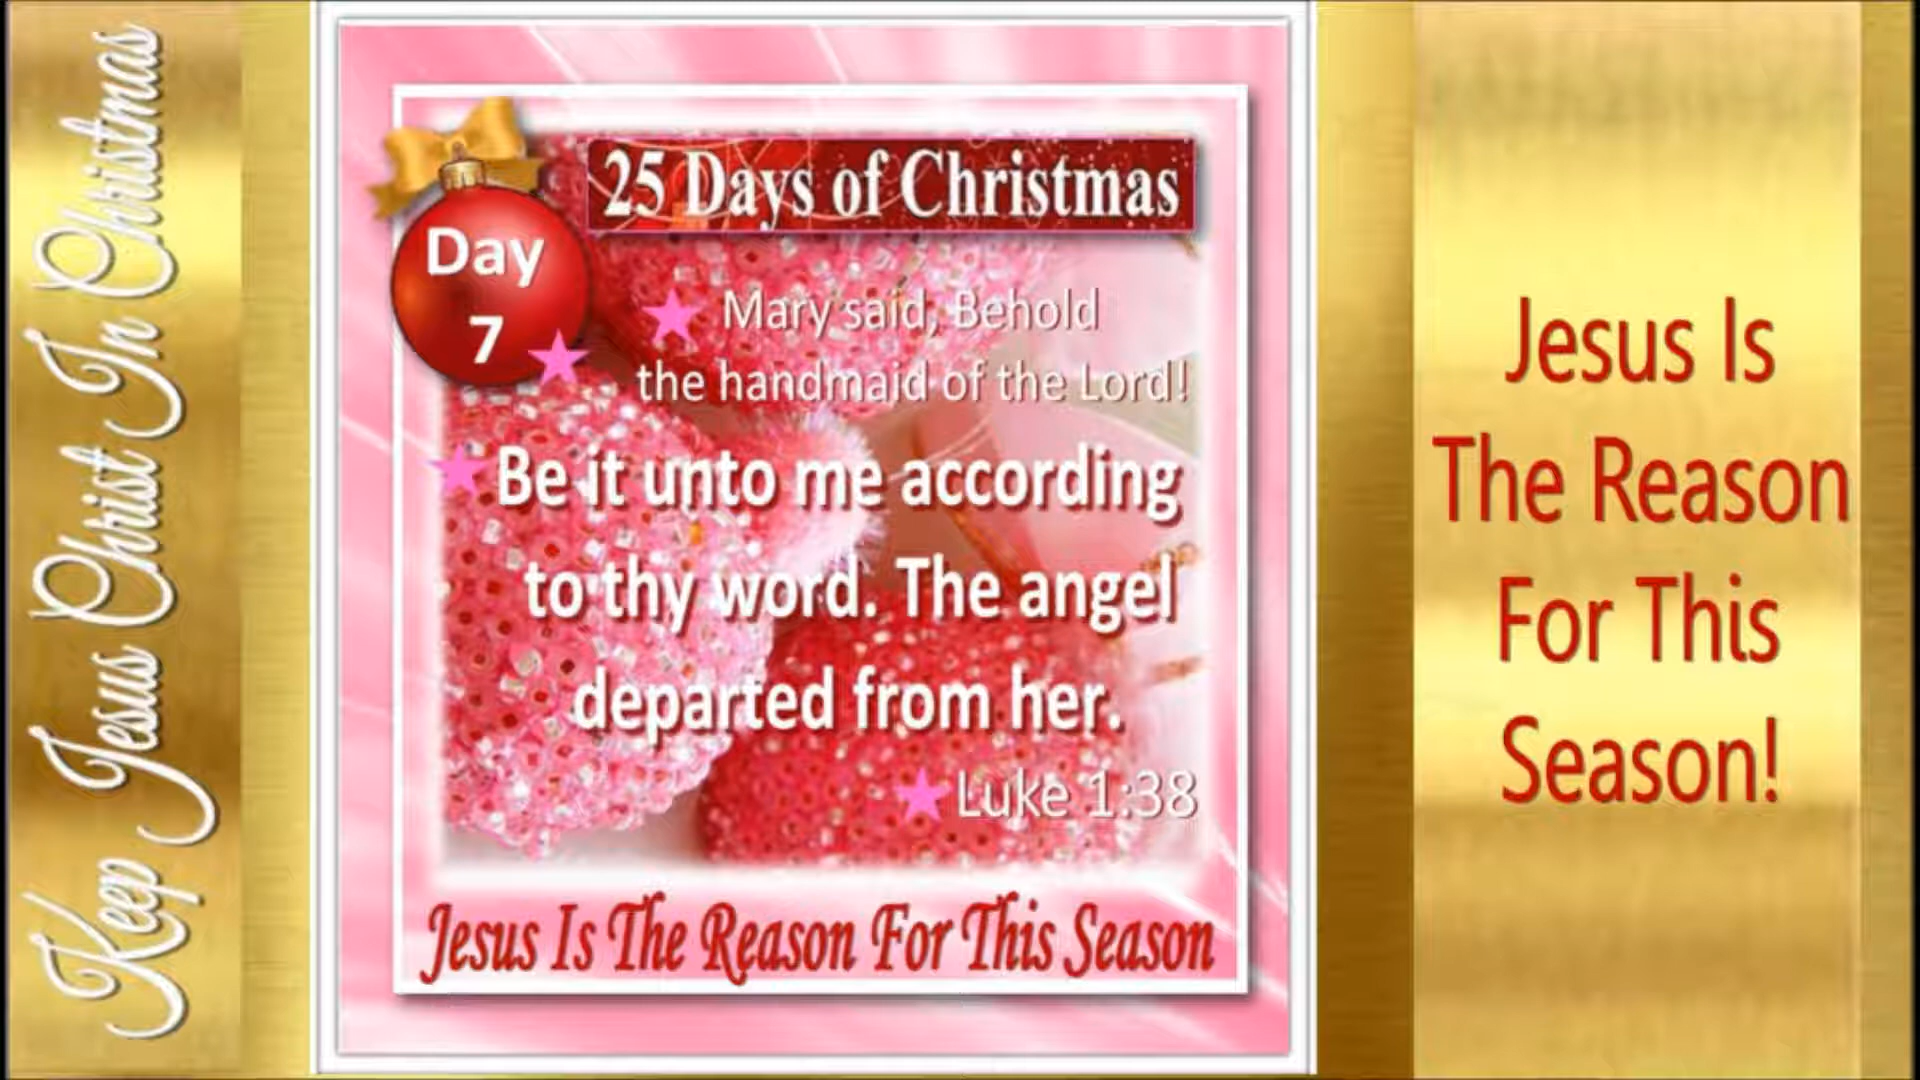 Keep Jesus Christ In Christmas
25 Days of Christmas
Day
7
Mary said, Behold
the handmaid of the Lord!
Be it unto me according
to thy word. The angel
departed from her.
Luke 1:38
Jesus Is The Reason For This Season
Jesus Is
The Reason
For This
Season!